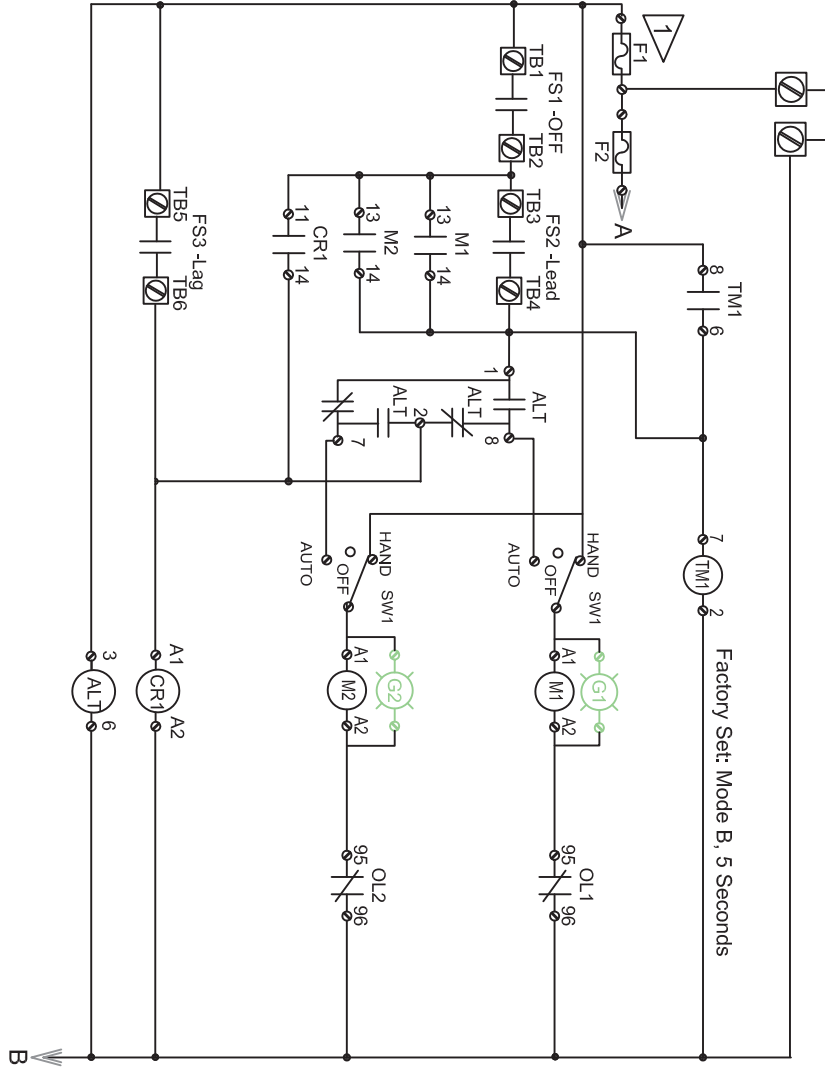 1
F1
F2
A
8
TM1
6
7
TM1
2
Factory Set: Mode B, 5 Seconds
TB1
FS1 -OFF
TB2
TB3
FS2 -Lead
TB4
1
ALT
8
AUTO
OFF
HAND
SW1
G1
A1
M1
A2
95
OL1
96
13
M1
14
13
M2
14
11
CR1
14
ALT
2
ALT
7
AUTO
OFF
HAND
SW1
G2
A1
M2
A2
95
OL2
96
TB5
FS3 -Lag
TB6
A1
CR1
A2
3
ALT
6
B